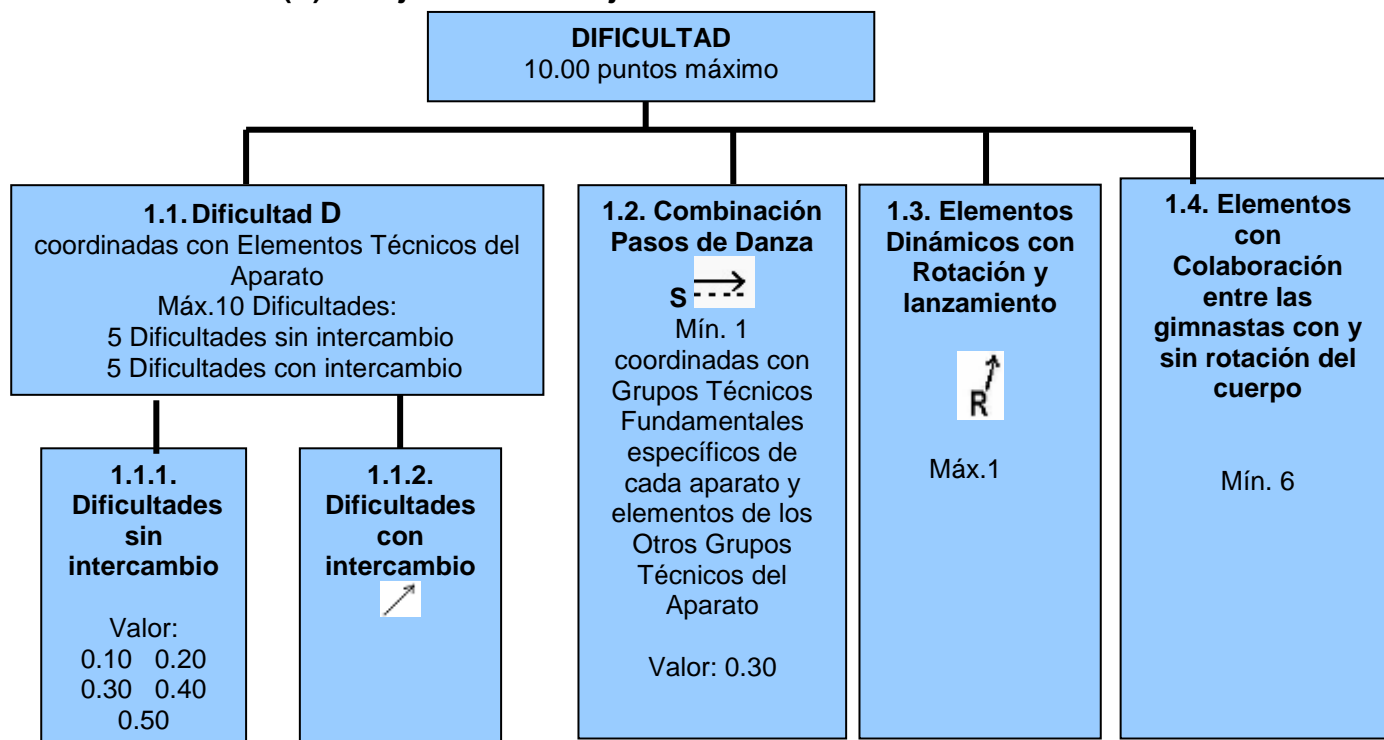 DIFICULTAD
10.00 puntos máximo
1.1. Dificultad D
coordinadas con Elementos Técnicos del
Aparato
Máx.10 Dificultades:
5 Dificultades sin intercambio
5 Dificultades con intercambio
1.2. Combinación
Pasos de Danza
S
Mín. 1
coordinadas con
Grupos Técnicos
Fundamentales
específicos de
cada aparato y
elementos de los
Otros Grupos
Técnicos del
Aparato
Valor: 0.30
1.3. Elementos
Dinámicos con
Rotación y
lanzamiento
R
Máx.1
1.4. Elementos
con
Colaboración
entre las
gimnastas con y
sin rotación del
cuerpo
Mín. 6
1.1.1.
Dificultades
sin
intercambio
Valor:
0.10 0.20
0.30 0.40
0.50
1.1.2.
Dificultades
con
intercambio